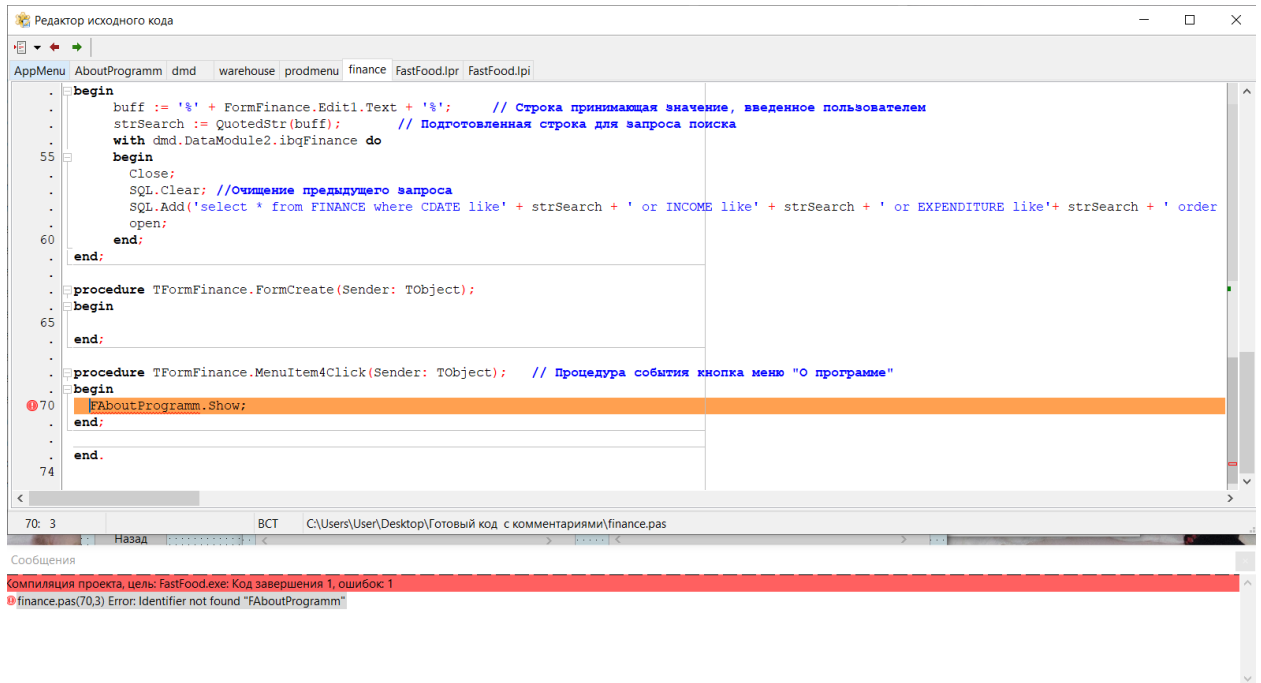 Редактор исходного кода
AppMenu AboutProgramm dmd warehouse prodmenu finance FastFood.lpr FastFood.lpi
begin
buff := '%' + FormFinance.Edit1.Text + '%'; // Строка принимающая значение, введенное пользователем
strSearch := QuotedStr(buff); // Подготовленная строка для запроса поиска
with dmd.DataModule2.ibqFinance do
55 begin
Close;
SQL.Clear; //Очищение предыдущего запроса
SQL.Add('select * from FINANCE where CDATE like' + strSearch + ' or INCOME like' + strSearch + ' or EXPENDITURE like'+ strSearch + ' order
open;
60 end;
end;
procedure TFormFinance.FormCreate(Sender: TObject);
begin
65
end;
procedure TFormFinance.MenuItem4Click(Sender: TObject); // Процедура события кнопка меню "О программе"
begin
70 FAboutProgramm.Show;
end;
end.
74
70: 3 ВСТ C:\Users\User\Desktop\Готовый код с комментариями\finance.pas
Назад
Сообщения
Компиляция проекта, цель: FastFood.exe: Код завершения 1, ошибок: 1
finance.pas(70,3) Error: Identifier not found "FAboutProgramm"